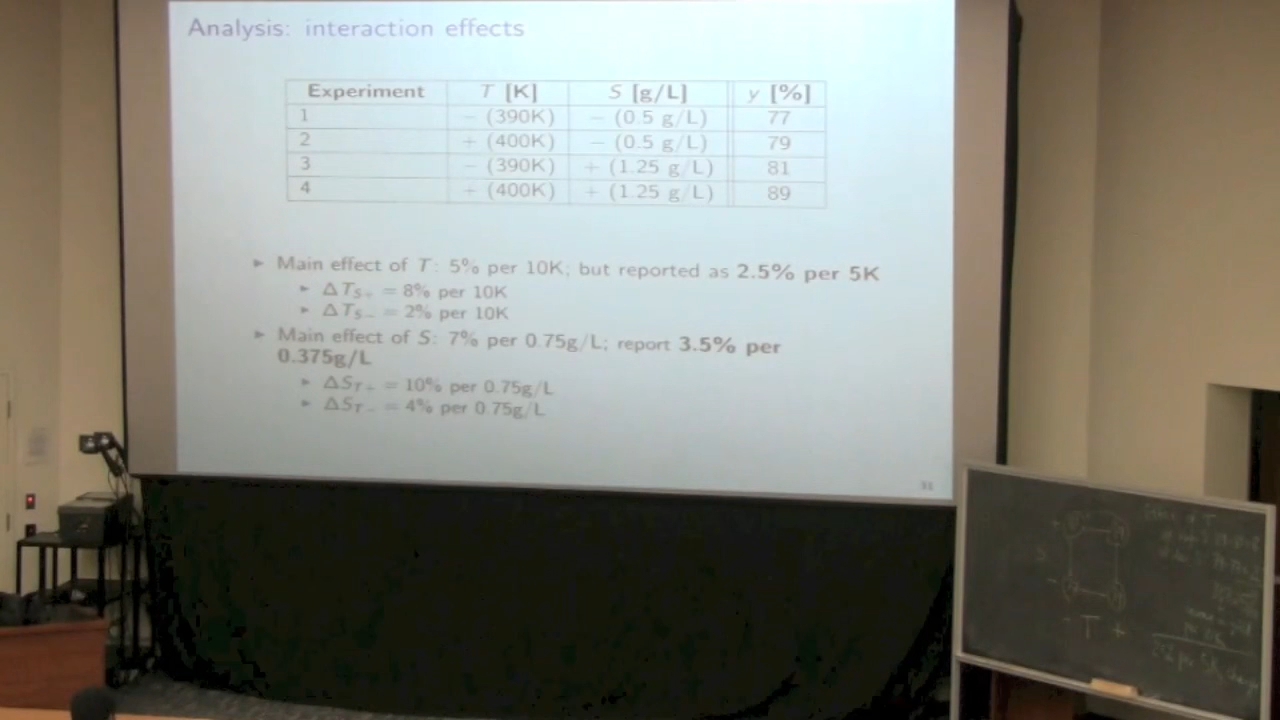 Analysis: interaction effects
Experiment T [K] S [g/L] y [%]
1 − (390K) − (0.5 g/L) 77
2 + (400K) − (0.5 g/L) 79
3 − (390K) + (1.25 g/L) 81
4 + (400K) + (1.25 g/L) 89
► Main effect of T: 5% per 10K; but reported as 2.5% per 5K
► ΔT_S+ = 8% per 10K
► ΔT_S− = 2% per 10K
► Main effect of S: 7% per 0.75g/L; report 3.5% per
0.375g/L
► ΔS_T+ = 10% per 0.75g/L
► ΔS_T− = 4% per 0.75g/L
- T +